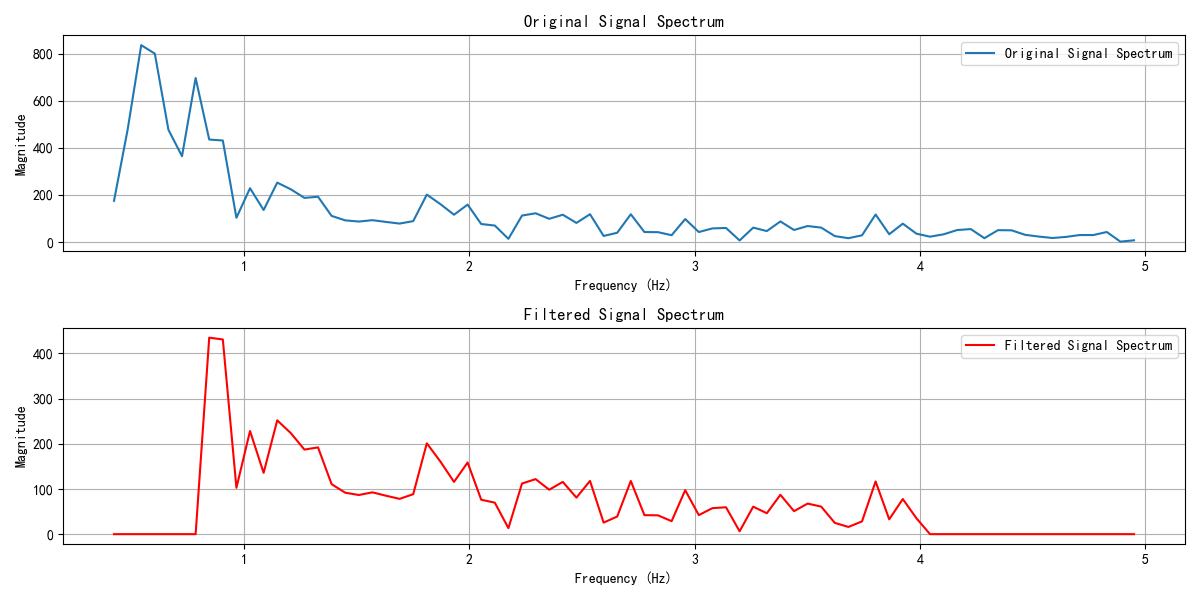 Original Signal Spectrum
Original Signal Spectrum
Magnitude
800
600
400
200
0
1
2
3
4
5
Frequency (Hz)
Filtered Signal Spectrum
Filtered Signal Spectrum
Magnitude
400
300
200
100
0
1
2
3
4
5
Frequency (Hz)